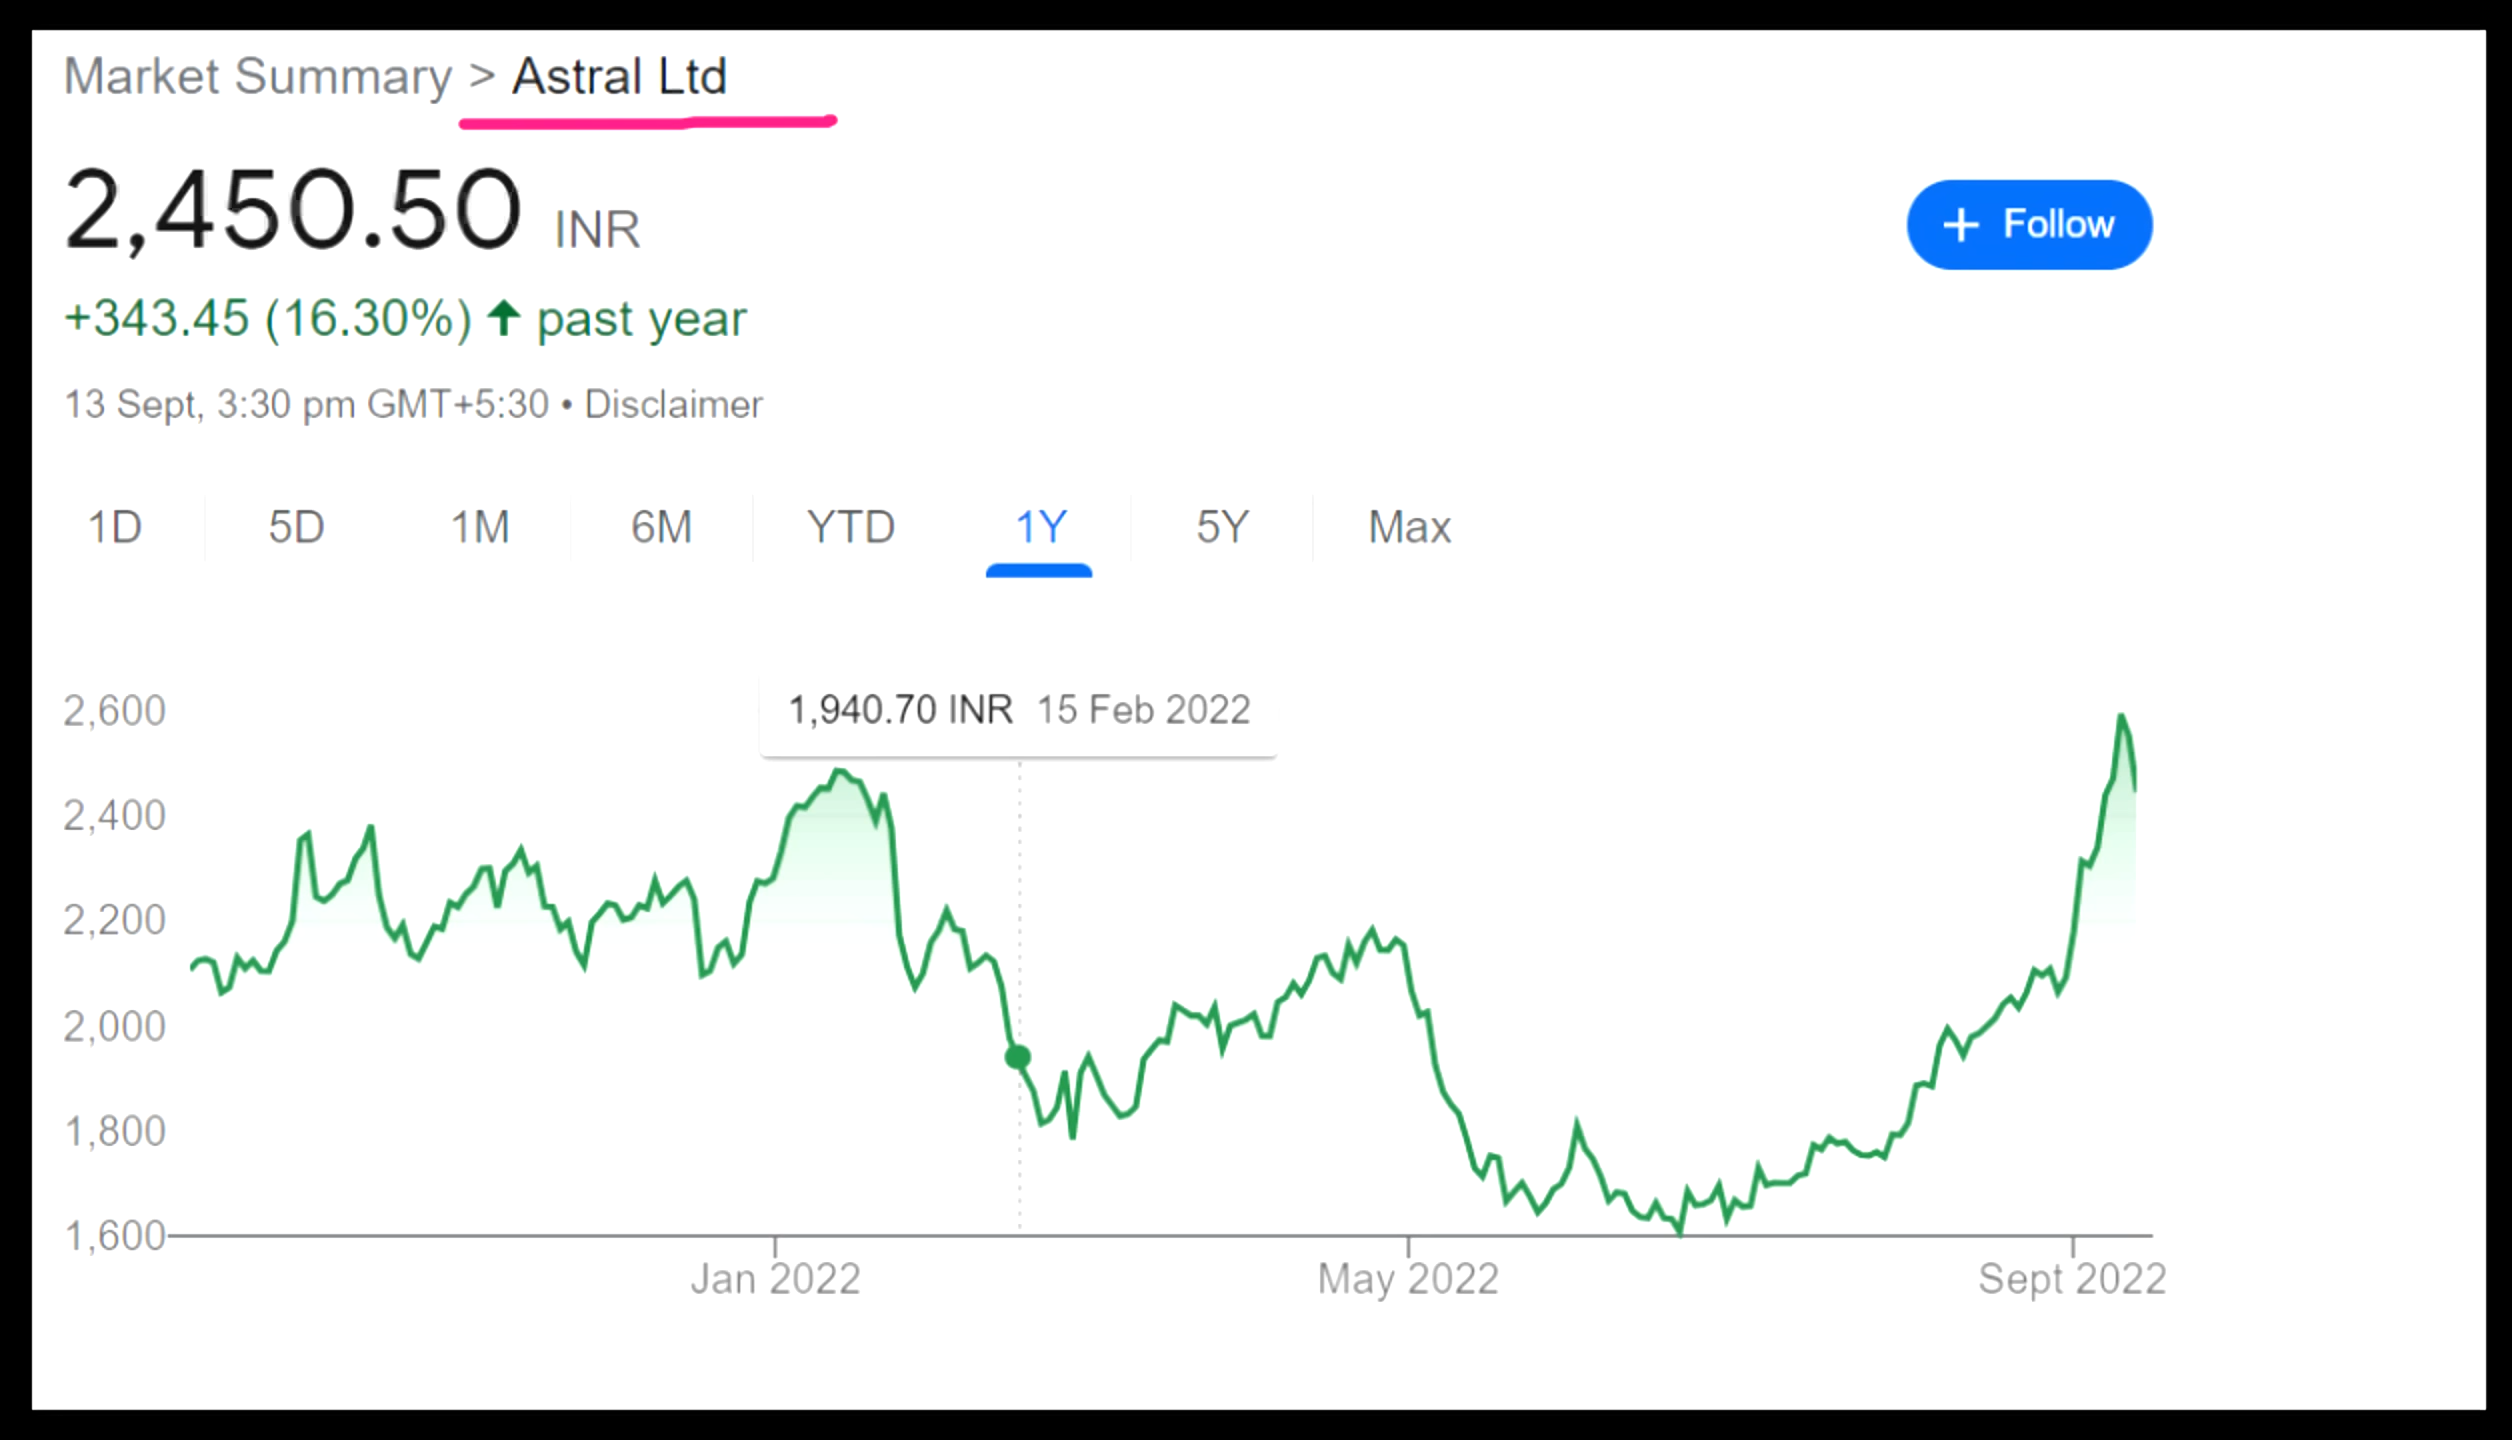 Market Summary > Astral Ltd
2,450.50 INR
+ Follow
+343.45 (16.30%) ↑ past year
13 Sept, 3:30 pm GMT+5:30 • Disclaimer
1D 5D 1M 6M YTD 1Y 5Y Max
1,940.70 INR 15 Feb 2022
2,600
2,400
2,200
2,000
1,800
1,600
Jan 2022 May 2022 Sept 2022